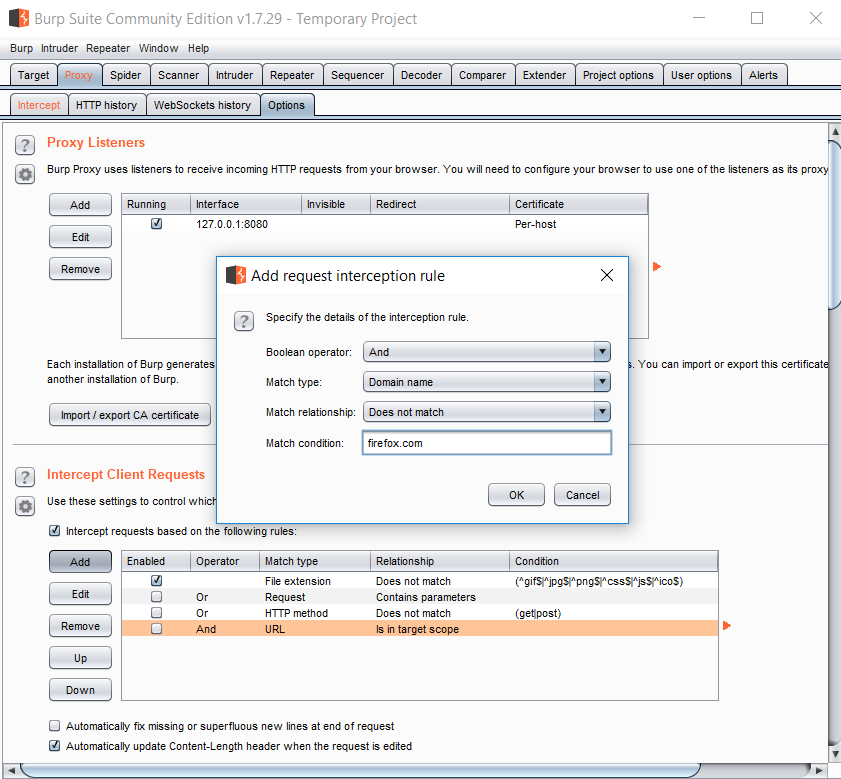 Burp Suite Community Edition v1.7.29 - Temporary Project
Burp Intruder Repeater Window Help
Target Proxy Spider Scanner Intruder Repeater Sequencer Decoder Comparer Extender Project options User options Alerts
Intercept HTTP history WebSockets history Options
? Proxy Listeners
Burp Proxy uses listeners to receive incoming HTTP requests from your browser. You will need to configure your browser to use one of the listeners as its proxy
Add Running Interface Invisible Redirect Certificate
127.0.0.1:8080 Per-host
Edit
Remove
Add request interception rule
? Specify the details of the interception rule.
Boolean operator: And
Each installation of Burp generates s. You can import or export this certificate
another installation of Burp.
Match type: Domain name
Match relationship: Does not match
Import / export CA certificate
Match condition: firefox.com
? Intercept Client Requests
OK Cancel
Use these settings to control which
Intercept requests based on the following rules:
Add Enabled Operator Match type Relationship Condition
File extension Does not match (^gif$|^jpg$|^png$|^css$|^js$|^ico$)
Edit Or Request Contains parameters
Or HTTP method Does not match (get|post)
Remove And URL Is in target scope
Up
Down
Automatically fix missing or superfluous new lines at end of request
Automatically update Content-Length header when the request is edited